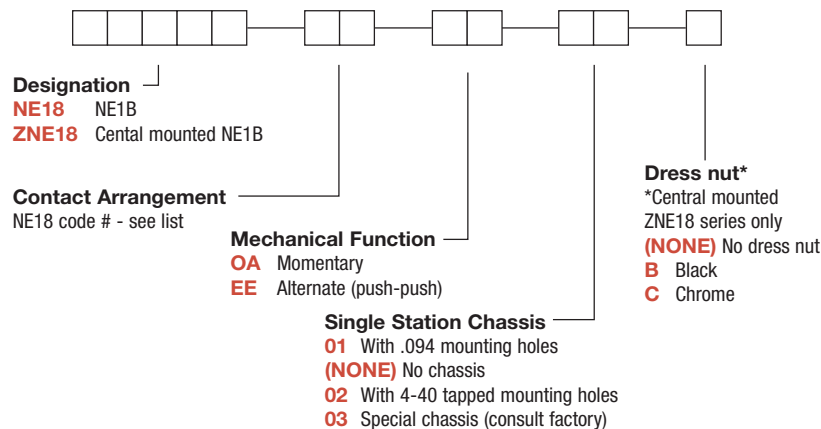 Designation
NE18 NE1B
ZNE18 Cental mounted NE1B
Contact Arrangement
NE18 code # - see list
Mechanical Function
OA Momentary
EE Alternate (push-push)
Single Station Chassis
01 With .094 mounting holes
(NONE) No chassis
02 With 4-40 tapped mounting holes
03 Special chassis (consult factory)
Dress nut*
*Central mounted
ZNE18 series only
(NONE) No dress nut
B Black
C Chrome